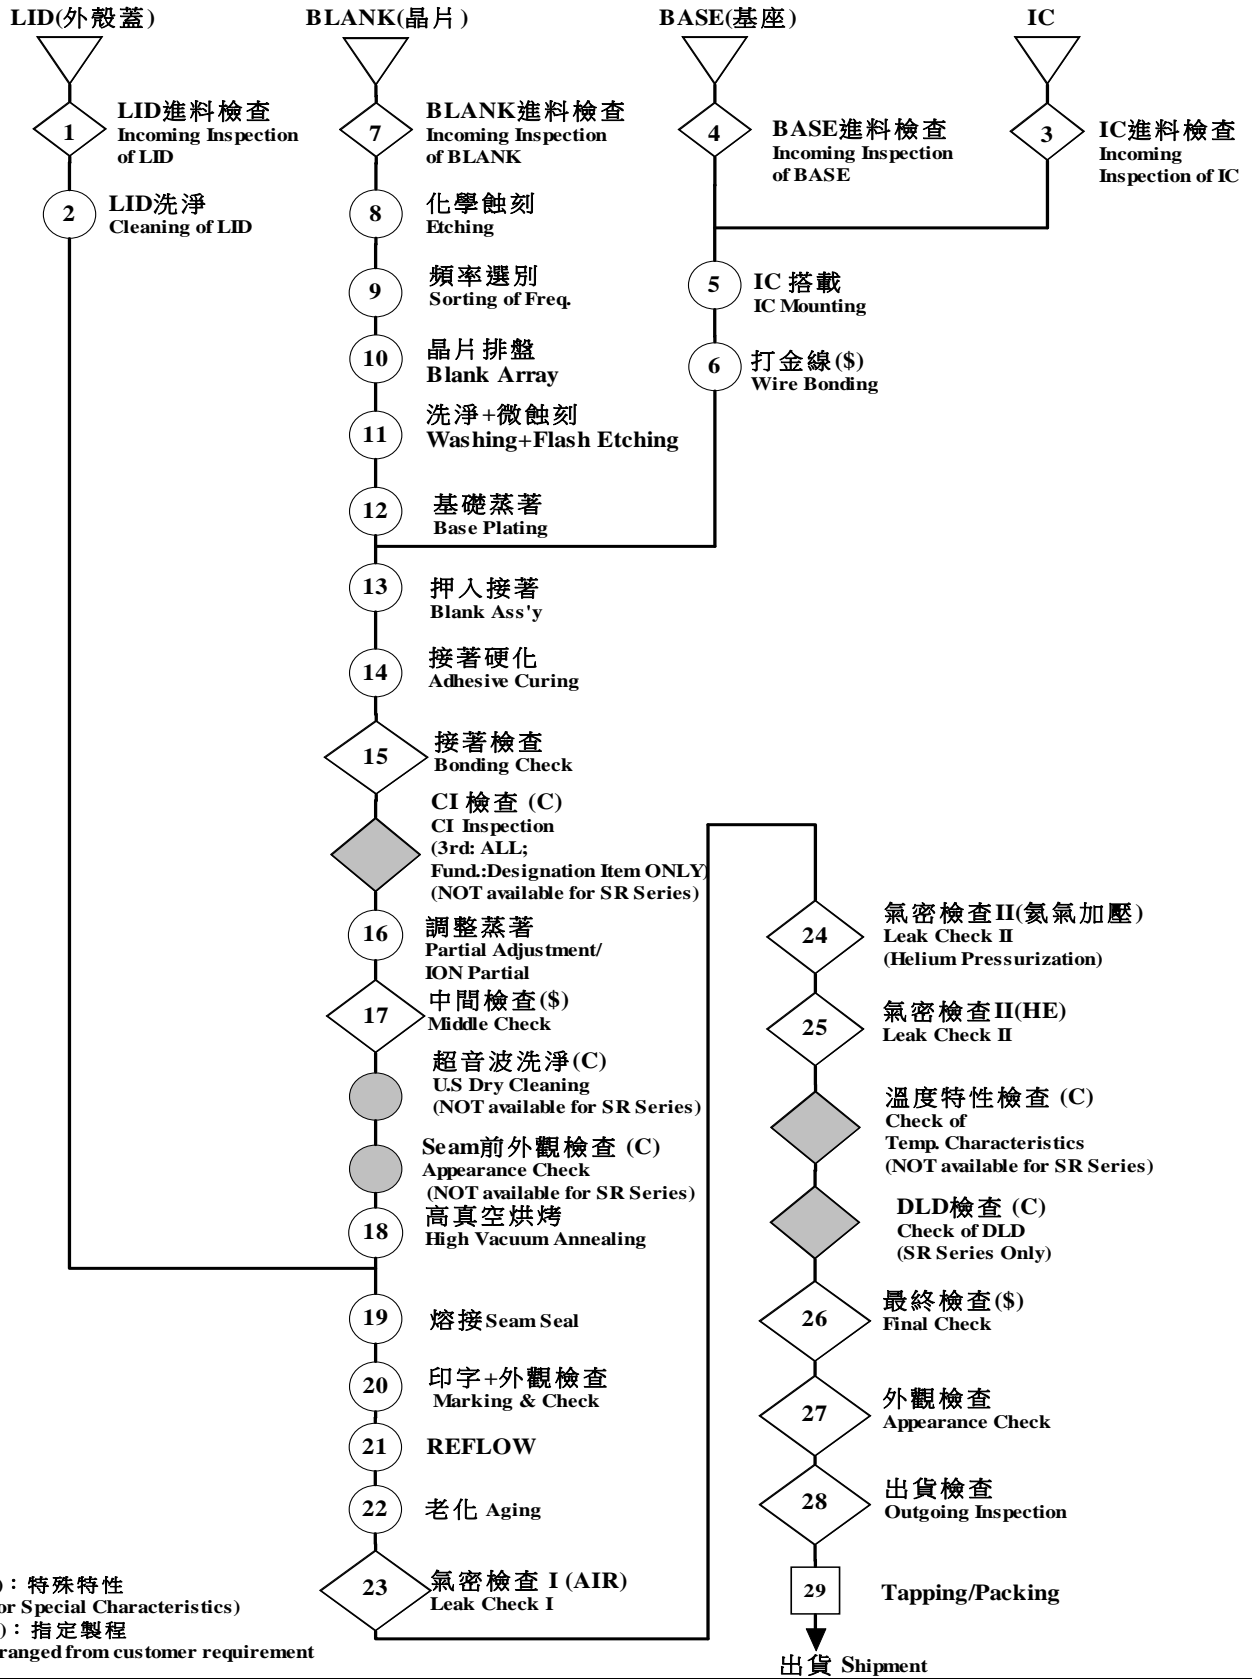 LID(外殼蓋)
BLANK(晶片)
BASE(基座)
IC
1
LID進料檢查
Incoming Inspection
of LID
7
BLANK進料檢查
Incoming Inspection
of BLANK
4
BASE進料檢查
Incoming Inspection
of BASE
3
IC進料檢查
Incoming
Inspection of IC
2
LID洗淨
Cleaning of LID
8
化學蝕刻
Etching
9
頻率選別
Sorting of Freq.
5
IC 搭載
IC Mounting
10
晶片排盤
Blank Array
6
打金線($)
Wire Bonding
11
洗淨+微蝕刻
Washing+Flash Etching
12
基礎蒸著
Base Plating
13
押入接著
Blank Ass'y
14
接著硬化
Adhesive Curing
15
接著檢查
Bonding Check
CI 檢查 (C)
CI Inspection
(3rd: ALL;
Fund.:Designation Item ONLY)
(NOT available for SR Series)
16
調整蒸著
Partial Adjustment/
ION Partial
17
中間檢查($)
Middle Check
超音波洗淨(C)
U.S Dry Cleaning
(NOT available for SR Series)
Seam前外觀檢查 (C)
Appearance Check
(NOT available for SR Series)
18
高真空烘烤
High Vacuum Annealing
19
熔接Seam Seal
20
印字+外觀檢查
Marking & Check
21
REFLOW
22
老化 Aging
23
氣密檢查 I (AIR)
Leak Check I
24
氣密檢查II(氦氣加壓)
Leak Check II
(Helium Pressurization)
25
氣密檢查II(HE)
Leak Check II
溫度特性檢查 (C)
Check of
Temp. Characteristics
(NOT available for SR Series)
DLD檢查 (C)
Check of DLD
(SR Series Only)
26
最終檢查($)
Final Check
27
外觀檢查
Appearance Check
28
出貨檢查
Outgoing Inspection
29
Tapping/Packing
出貨 Shipment
)：特殊特性
or Special Characteristics)
)：指定製程
ranged from customer requirement